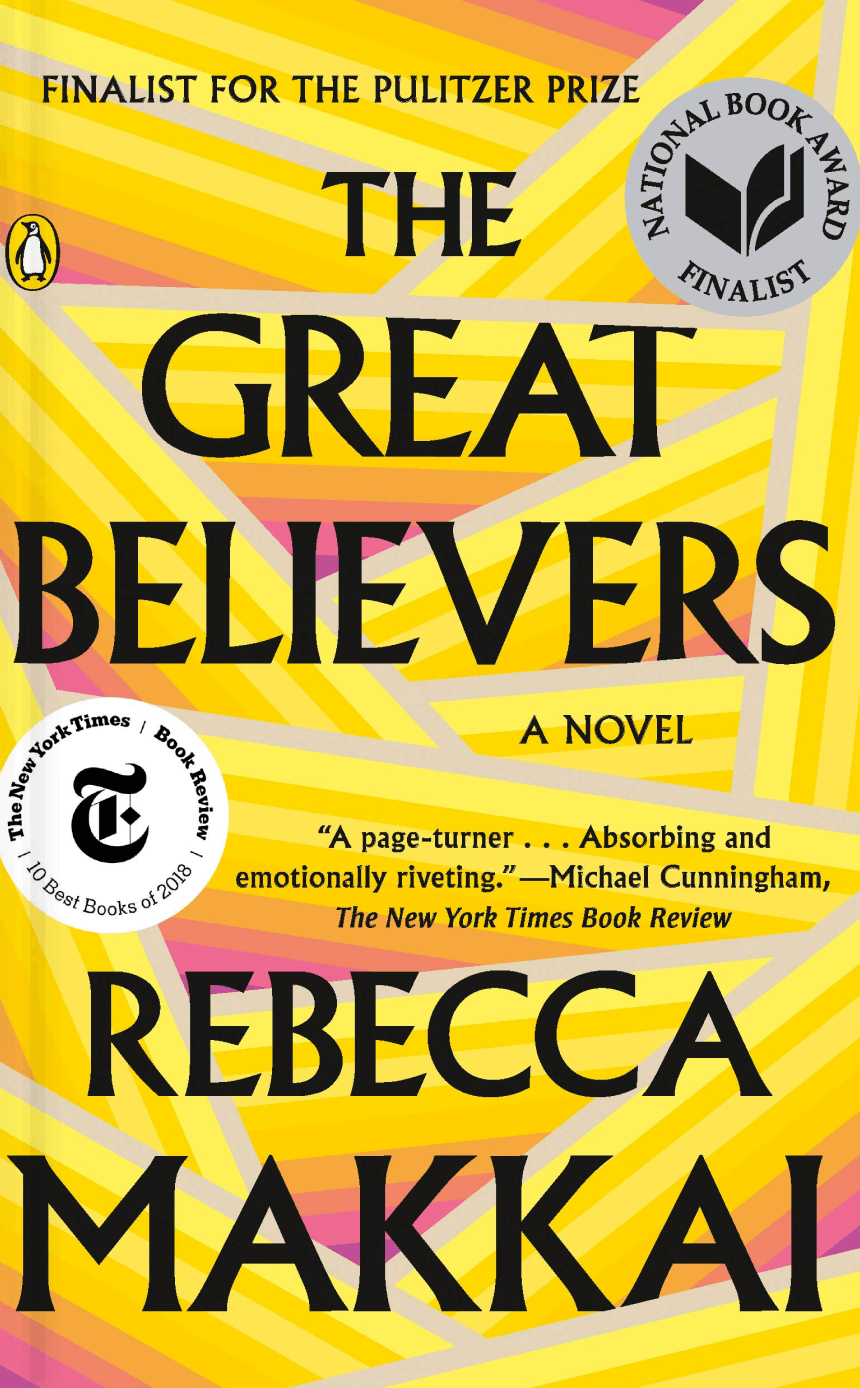 FINALIST FOR THE PULITZER PRIZE
NATIONAL BOOK AWARD
FINALIST
THE
GREAT
BELIEVERS
A NOVEL
The New York Times | Book Review
| 10 Best Books of 2018 |
“A page-turner . . . Absorbing and
emotionally riveting.”—Michael Cunningham,
The New York Times Book Review
REBECCA
MAKKAI